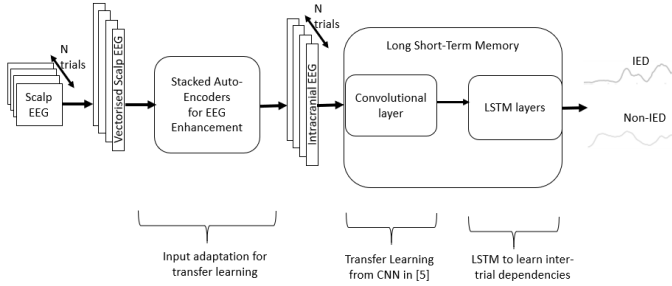 N
trials
Scalp
EEG
Vectorised Scalp EEG
Stacked Auto-
Encoders
for EEG
Enhancement
N
trials
Intracranial EEG
Long Short-Term Memory
Convolutional
layer
LSTM layers
IED
Non-IED
Input adaptation for
transfer learning
Transfer Learning
from CNN in [5]
LSTM to learn inter-
trial dependencies